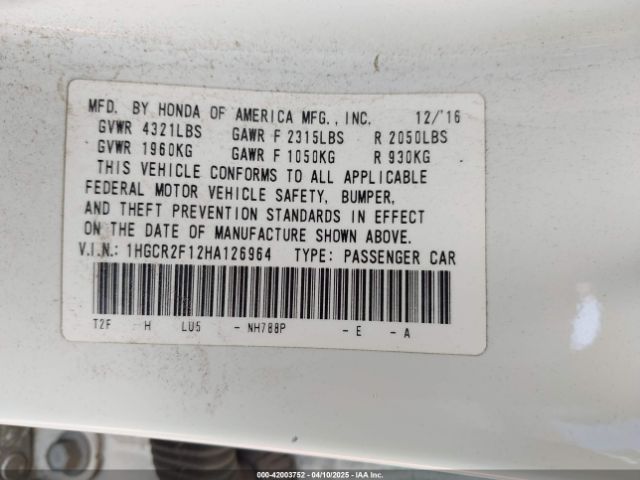 MFD. BY HONDA OF AMERICA MFG., INC. 12/'16
GVWR 4321LBS GAWR F 2315LBS R 2050LBS
GVWR 1960KG GAWR F 1050KG R 930KG
THIS VEHICLE CONFORMS TO ALL APPLICABLE
FEDERAL MOTOR VEHICLE SAFETY, BUMPER,
AND THEFT PREVENTION STANDARDS IN EFFECT
ON THE DATE OF MANUFACTURE SHOWN ABOVE.
V.I.N.: 1HGCR2F12HA126964 TYPE: PASSENGER CAR
T2F H LU5 - NH788P - E - A
000-42003752 - 04/10/2025 - IAA Inc.